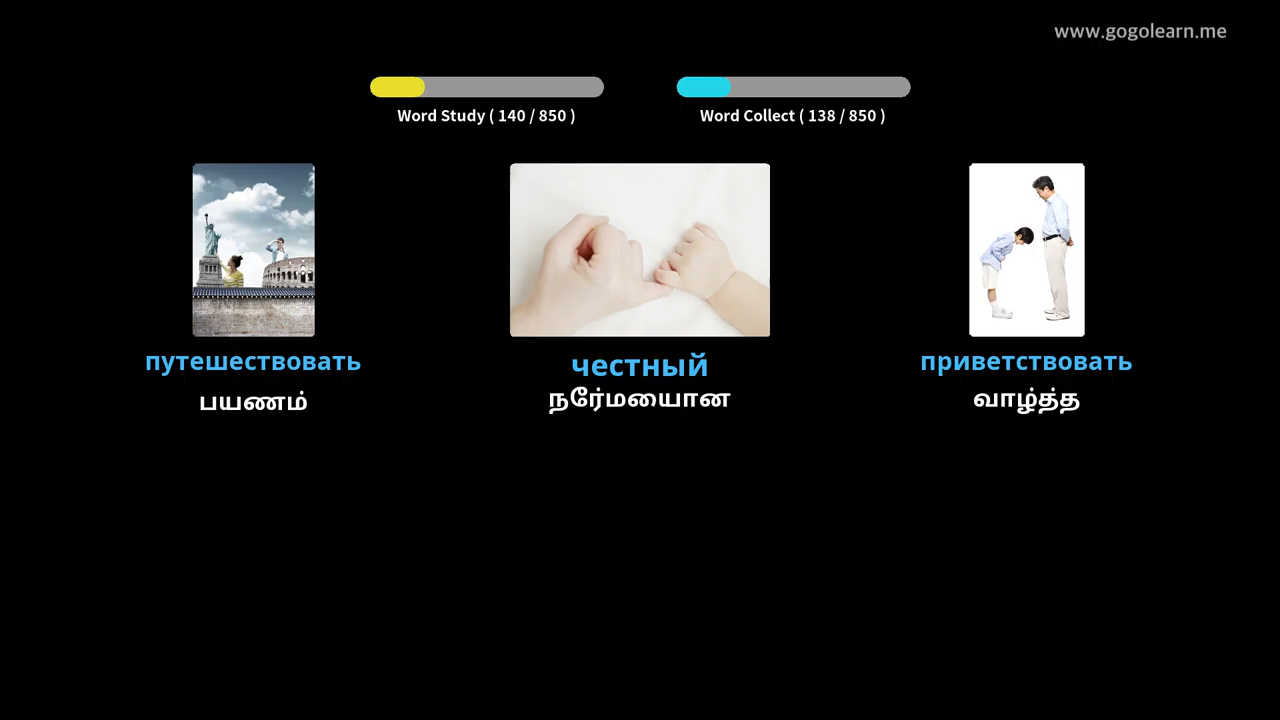 www.gogolearn.me
Word Study ( 140 / 850 )
Word Collect ( 138 / 850 )
путешествовать
честный
приветствовать
பயணம்
நேர்மையான
வாழ்த்த